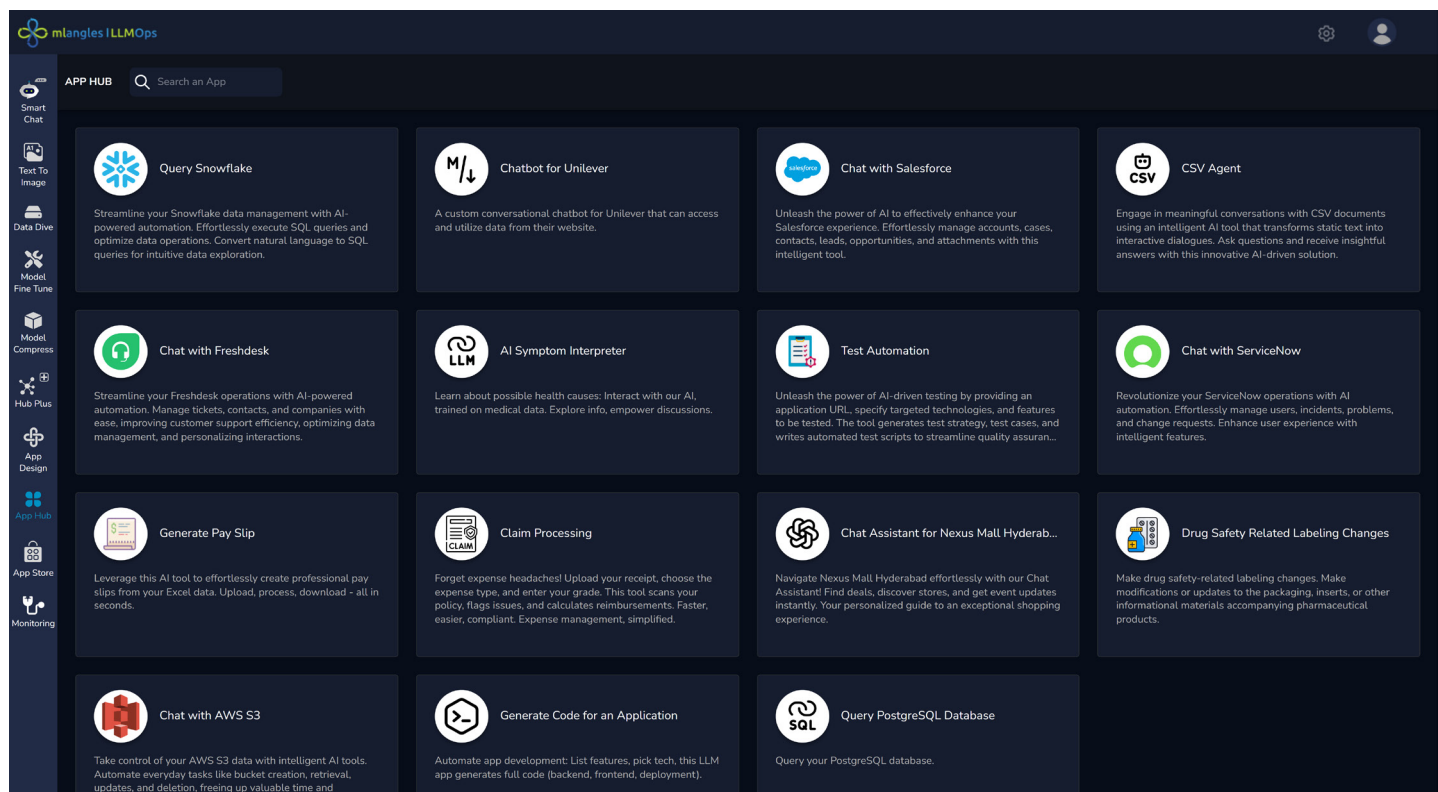 mlangles | LLMOps
APP HUB
Search an App
Smart
Chat
Text To
Image
Data Dive
Model
Fine Tune
Model
Compress
Hub Plus
App
Design
App Hub
App Store
Monitoring
Query Snowflake
Streamline your Snowflake data management with AI-
powered automation. Effortlessly execute SQL queries and
optimize data operations. Convert natural language to SQL
queries for intuitive data exploration.
M/↓
Chatbot for Unilever
A custom conversational chatbot for Unilever that can access
and utilize data from their website.
salesforce
Chat with Salesforce
Unleash the power of AI to effectively enhance your
Salesforce experience. Effortlessly manage accounts, cases,
contacts, leads, opportunities, and attachments with this
intelligent tool.
CSV
CSV Agent
Engage in meaningful conversations with CSV documents
using an intelligent AI tool that transforms static text into
interactive dialogues. Ask questions and receive insightful
answers with this innovative AI-driven solution.
Chat with Freshdesk
Streamline your Freshdesk operations with AI-powered
automation. Manage tickets, contacts, and companies with
ease, improving customer support efficiency, optimizing data
management, and personalizing interactions.
LLM
AI Symptom Interpreter
Learn about possible health causes: Interact with our AI,
trained on medical data. Explore info, empower discussions.
Test Automation
Unleash the power of AI-driven testing by providing an
application URL, specify targeted technologies, and features
to be tested. The tool generates test strategy, test cases, and
writes automated test scripts to streamline quality assuran...
Chat with ServiceNow
Revolutionize your ServiceNow operations with AI
automation. Effortlessly manage users, incidents, problems,
and change requests. Enhance user experience with
intelligent features.
Generate Pay Slip
Leverage this AI tool to effortlessly create professional pay
slips from your Excel data. Upload, process, download - all in
seconds.
CLAIM
Claim Processing
Forget expense headaches! Upload your receipt, choose the
expense type, and enter your grade. This tool scans your
policy, flags issues, and calculates reimbursements. Faster,
easier, compliant. Expense management, simplified.
Chat Assistant for Nexus Mall Hyderab...
Navigate Nexus Mall Hyderabad effortlessly with our Chat
Assistant! Find deals, discover stores, and get event updates
instantly. Your personalized guide to an exceptional shopping
experience.
Drug Safety Related Labeling Changes
Make drug safety-related labeling changes. Make
modifications or updates to the packaging, inserts, or other
informational materials accompanying pharmaceutical
products.
Chat with AWS S3
Take control of your AWS S3 data with intelligent AI tools.
Automate everyday tasks like bucket creation, retrieval,
updates, and deletion, freeing up valuable time and
Generate Code for an Application
Automate app development: List features, pick tech, this LLM
app generates full code (backend, frontend, deployment).
SQL
Query PostgreSQL Database
Query your PostgreSQL database.